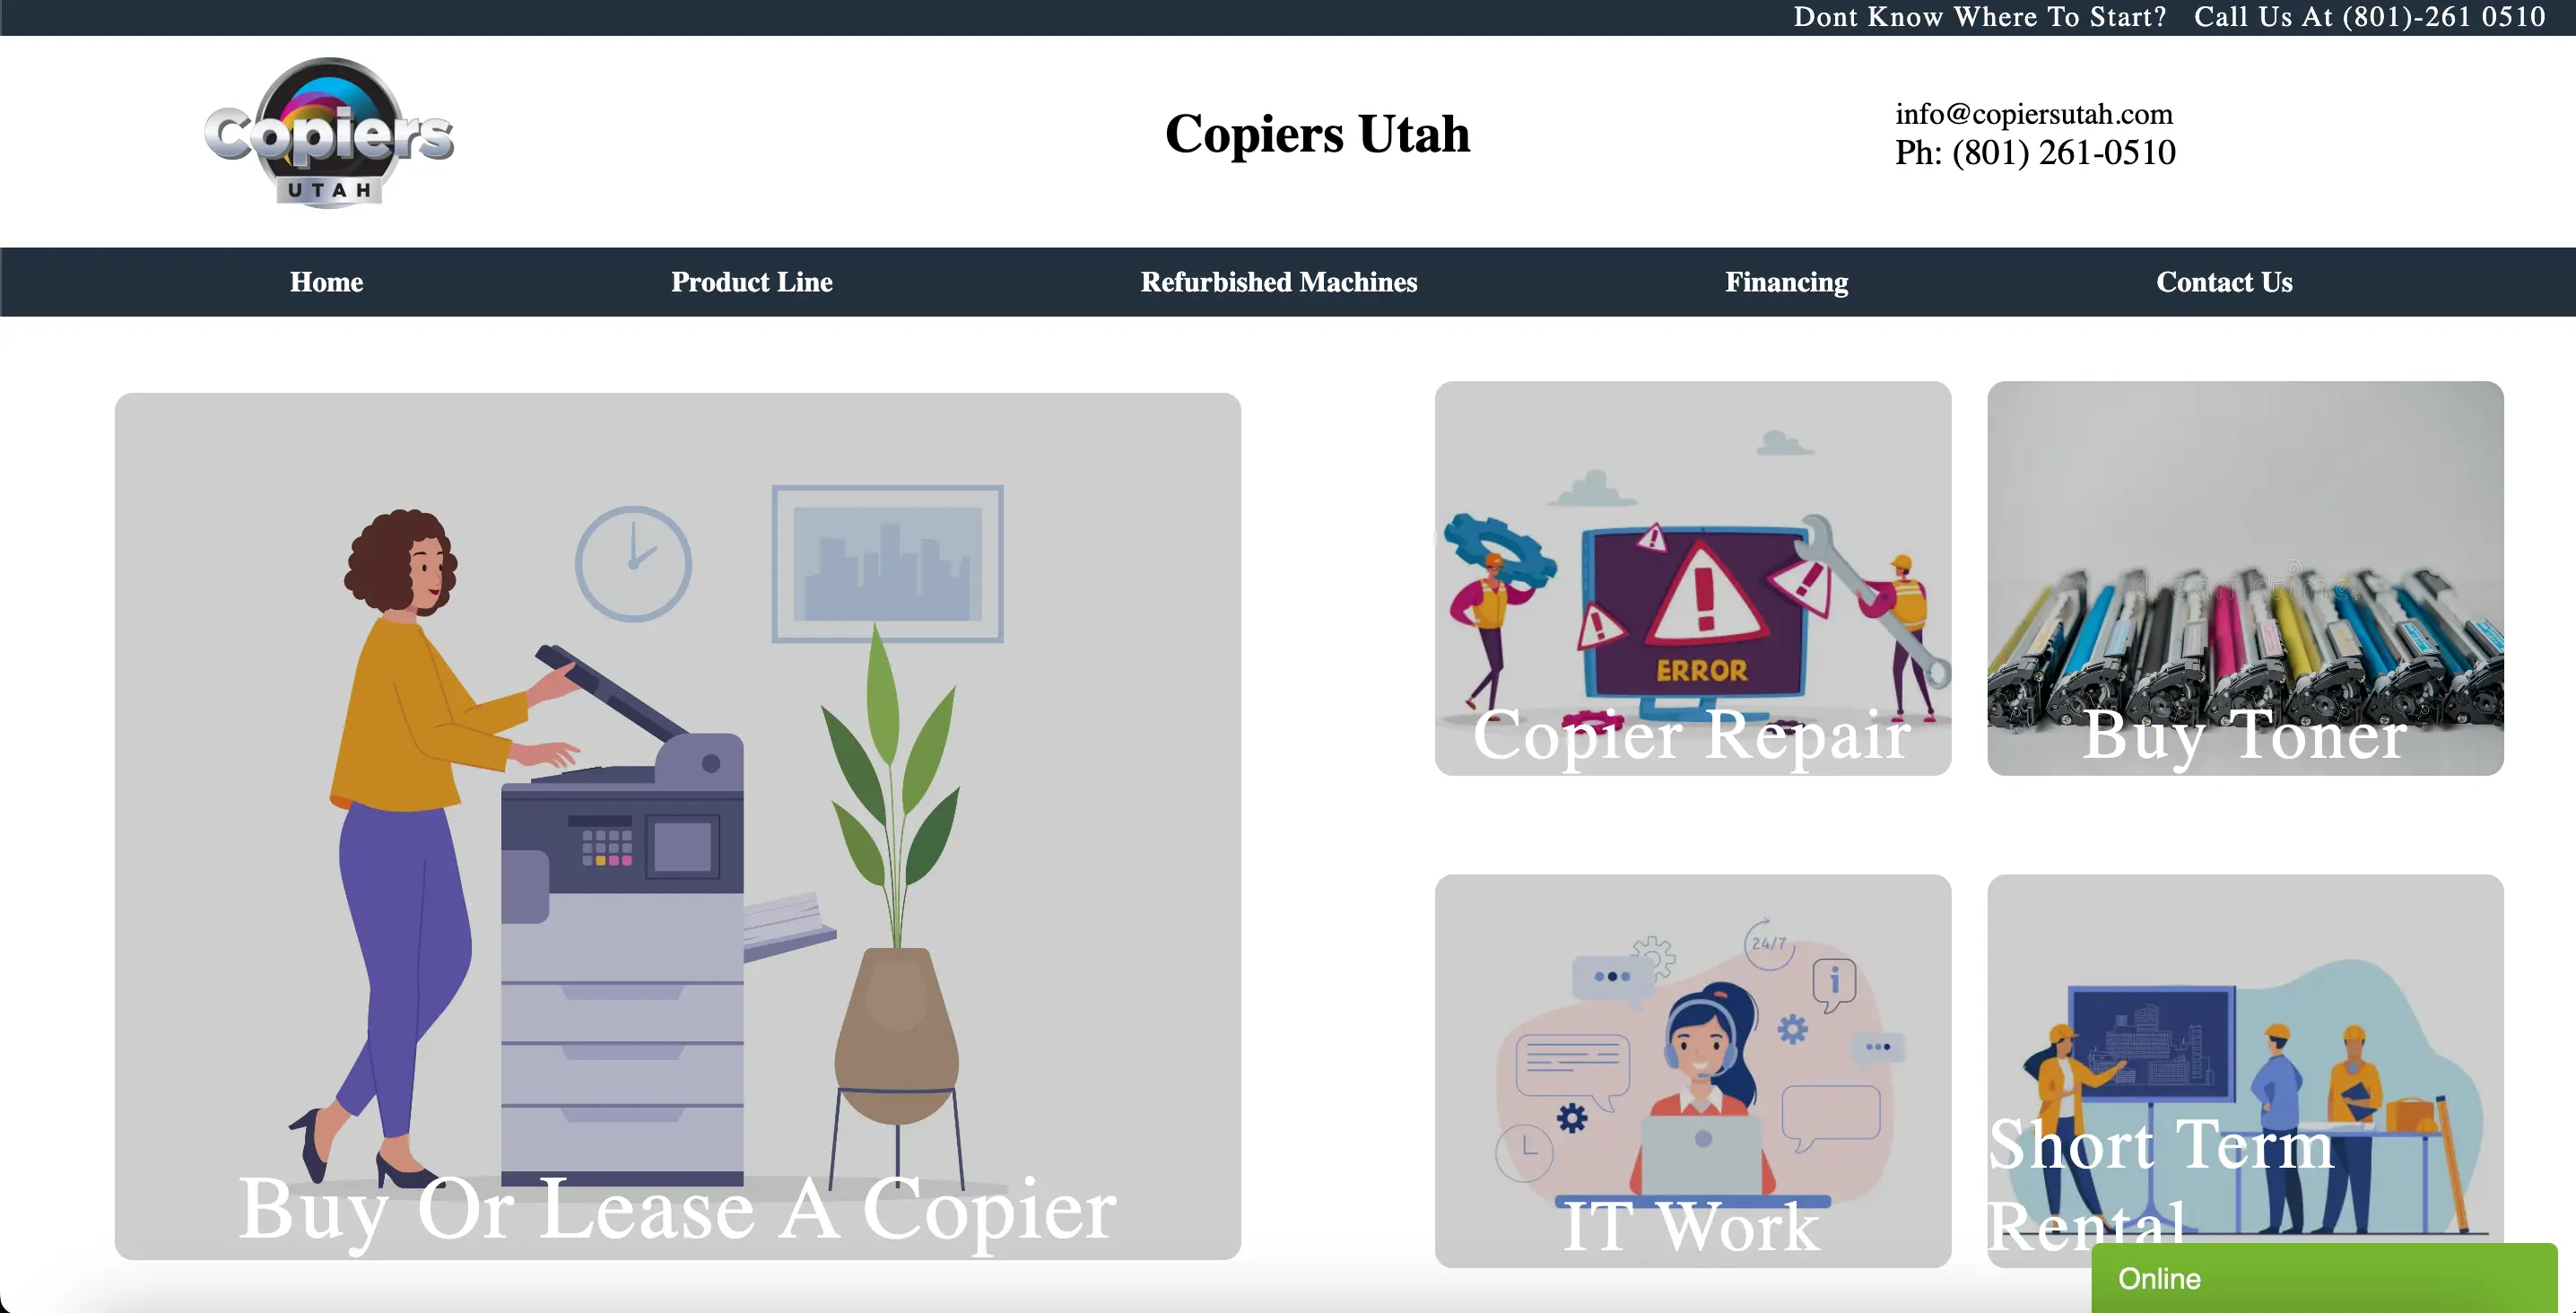 Dont Know Where To Start? Call Us At (801)-261 0510
Copiers
UTAH
Copiers Utah
info@copiersutah.com
Ph: (801) 261-0510
Home Product Line Refurbished Machines Financing Contact Us
ERROR
Buy Or Lease A Copier
Copier Repair
dreamstime
Buy Toner
24/7
i
IT Work
Short Term
Rental
Online